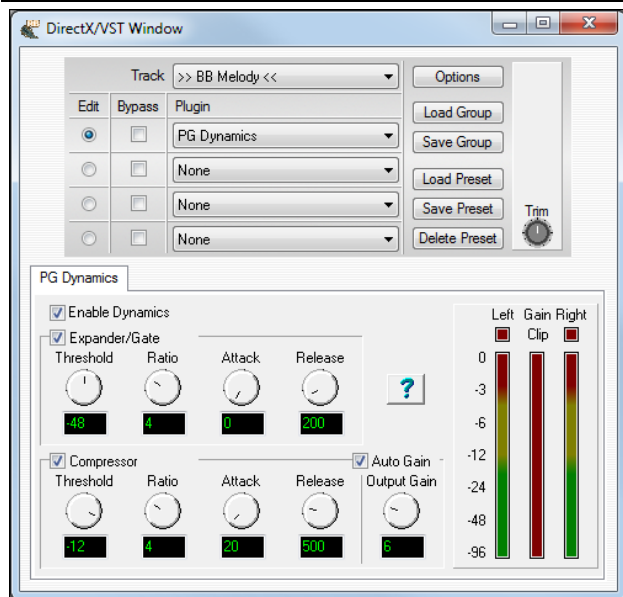 DirectX/VST Window
Track >> BB Melody << Options
Edit Bypass Plugin Load Group
PG Dynamics Save Group
None Load Preset
None Save Preset Trim
None Delete Preset
PG Dynamics
Enable Dynamics Left Gain Right
Expander/Gate Clip
Threshold Ratio Attack Release 0
? -3
-48 4 0 200 -6
Compressor Auto Gain -12
Threshold Ratio Attack Release Output Gain -24
-48
-12 4 20 500 6 -96